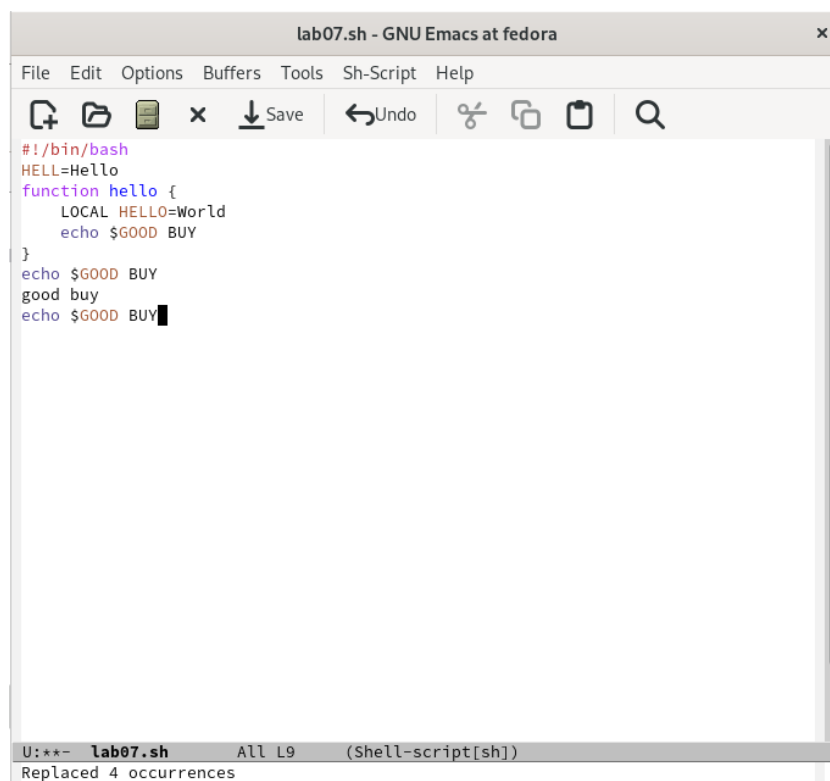 lab07.sh - GNU Emacs at fedora ×
File Edit Options Buffers Tools Sh-Script Help
Save Undo
#!/bin/bash
HELL=Hello
function hello {
    LOCAL HELLO=World
    echo $GOOD BUY
}
echo $GOOD BUY
good buy
echo $GOOD BUY
U:**-  lab07.sh       All L9     (Shell-script[sh])
Replaced 4 occurrences